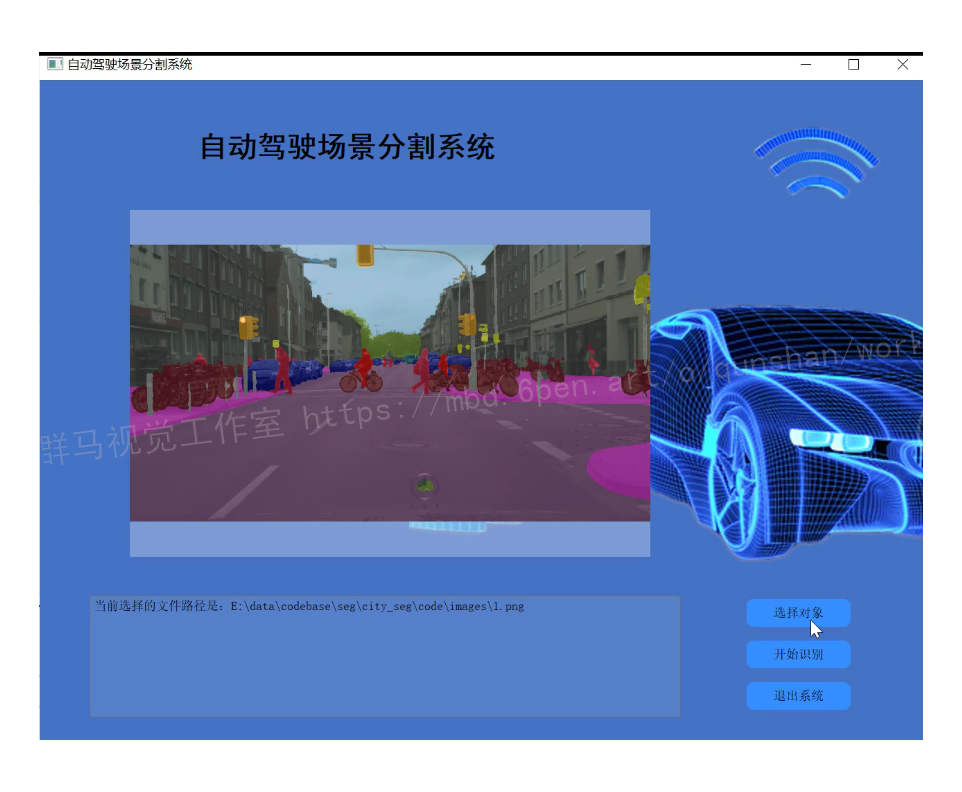 自动驾驶场景分割系统
自动驾驶场景分割系统
群马视觉工作室 https://mbd.6pen.art/o/qunshan/work
当前选择的文件路径是: E:\data\codebase\seg\city_seg\code\images\1.png
选择对象
开始识别
退出系统